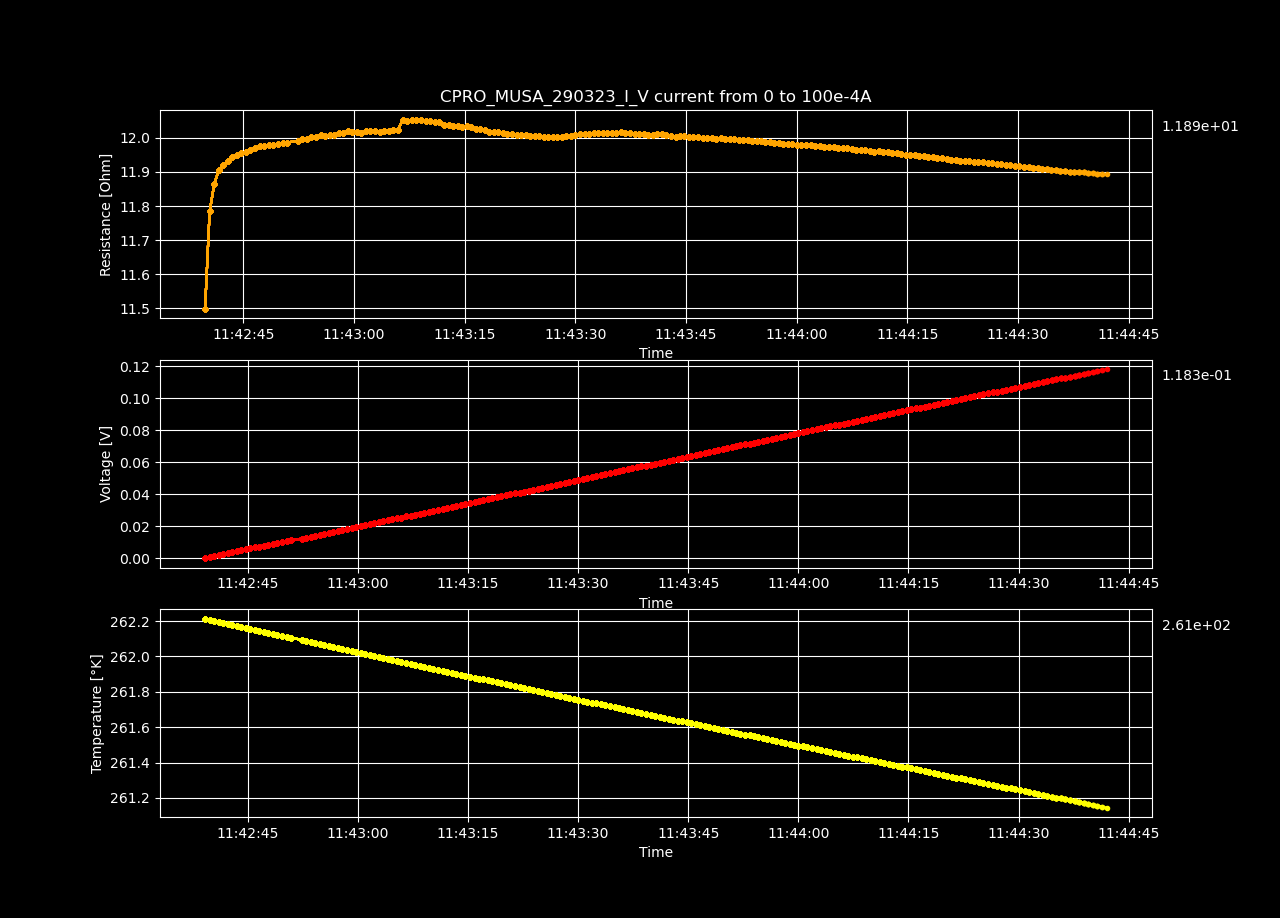 CPRO_MUSA_290323_I_V current from 0 to 100e-4A
1.189e+01
12.0
11.9
11.8
11.7
11.6
11.5
Resistance [Ohm]
11:42:45 11:43:00 11:43:15 11:43:30 11:43:45 11:44:00 11:44:15 11:44:30 11:44:45
Time
1.183e-01
0.12
0.10
0.08
0.06
0.04
0.02
0.00
Voltage [V]
11:42:45 11:43:00 11:43:15 11:43:30 11:43:45 11:44:00 11:44:15 11:44:30 11:44:45
Time
2.61e+02
262.2
262.0
261.8
261.6
261.4
261.2
Temperature [°K]
11:42:45 11:43:00 11:43:15 11:43:30 11:43:45 11:44:00 11:44:15 11:44:30 11:44:45
Time